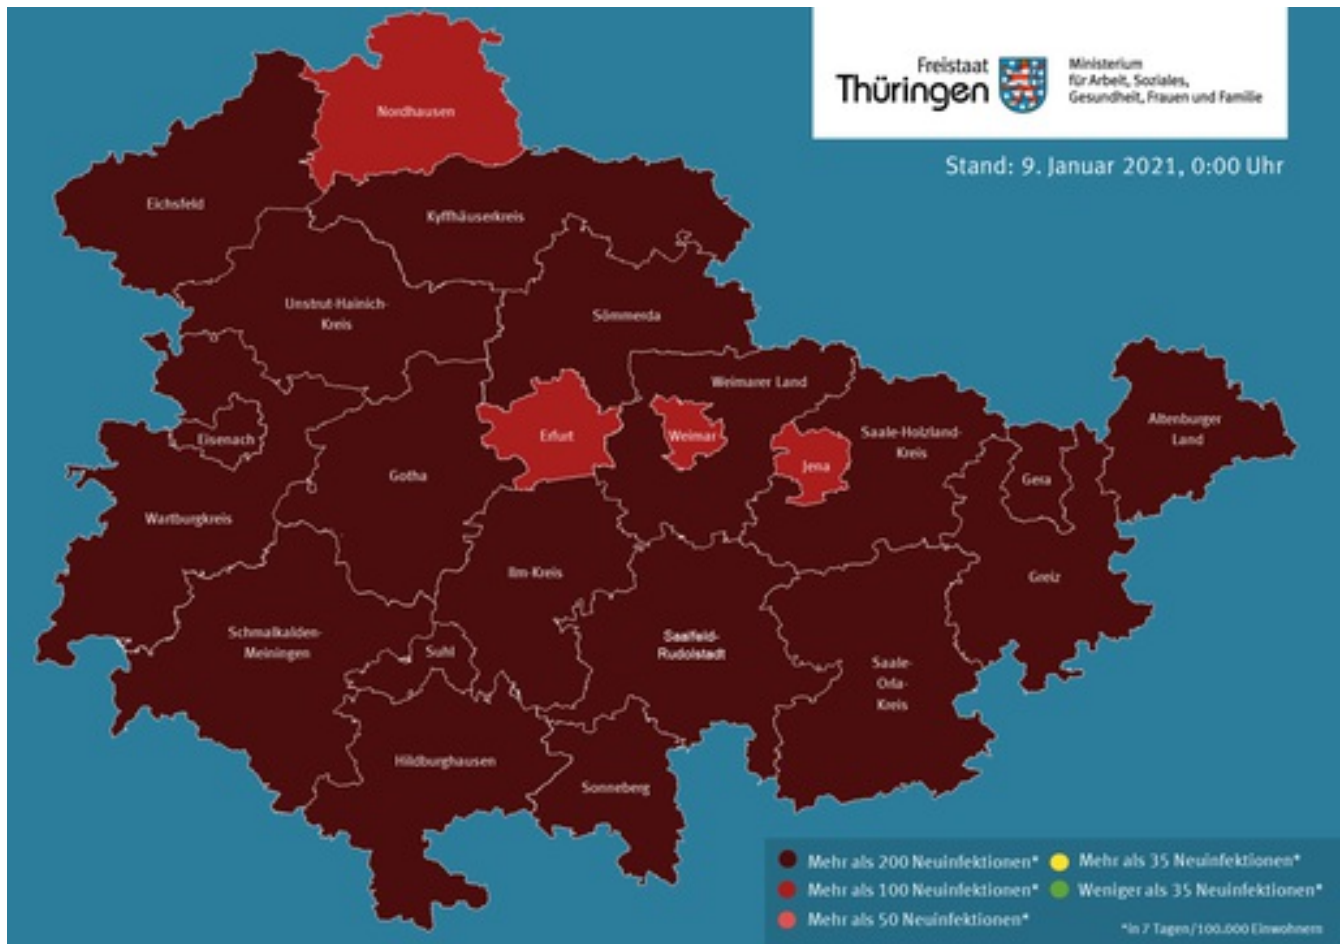 Freistaat
Thüringen
Ministerium
für Arbeit, Soziales,
Gesundheit, Frauen und Familie
Stand: 9. Januar 2021, 0:00 Uhr
Nordhausen
Eichsfeld
Kyffhäuserkreis
Unstrut-Hainich-
Kreis
Sömmerda
Weimarer Land
Eisenach
Gotha
Erfurt
Weimar
Jena
Saale-Holzland-
Kreis
Gera
Altenburger
Land
Wartburgkreis
Ilm-Kreis
Greiz
Schmalkalden-
Meiningen
Suhl
Saalfeld-
Rudolstadt
Saale-
Orla-
Kreis
Hildburghausen
Sonneberg
Mehr als 200 Neuinfektionen*
Mehr als 100 Neuinfektionen*
Mehr als 50 Neuinfektionen*
Mehr als 35 Neuinfektionen*
Weniger als 35 Neuinfektionen*
*in 7 Tagen/100.000 Einwohnern